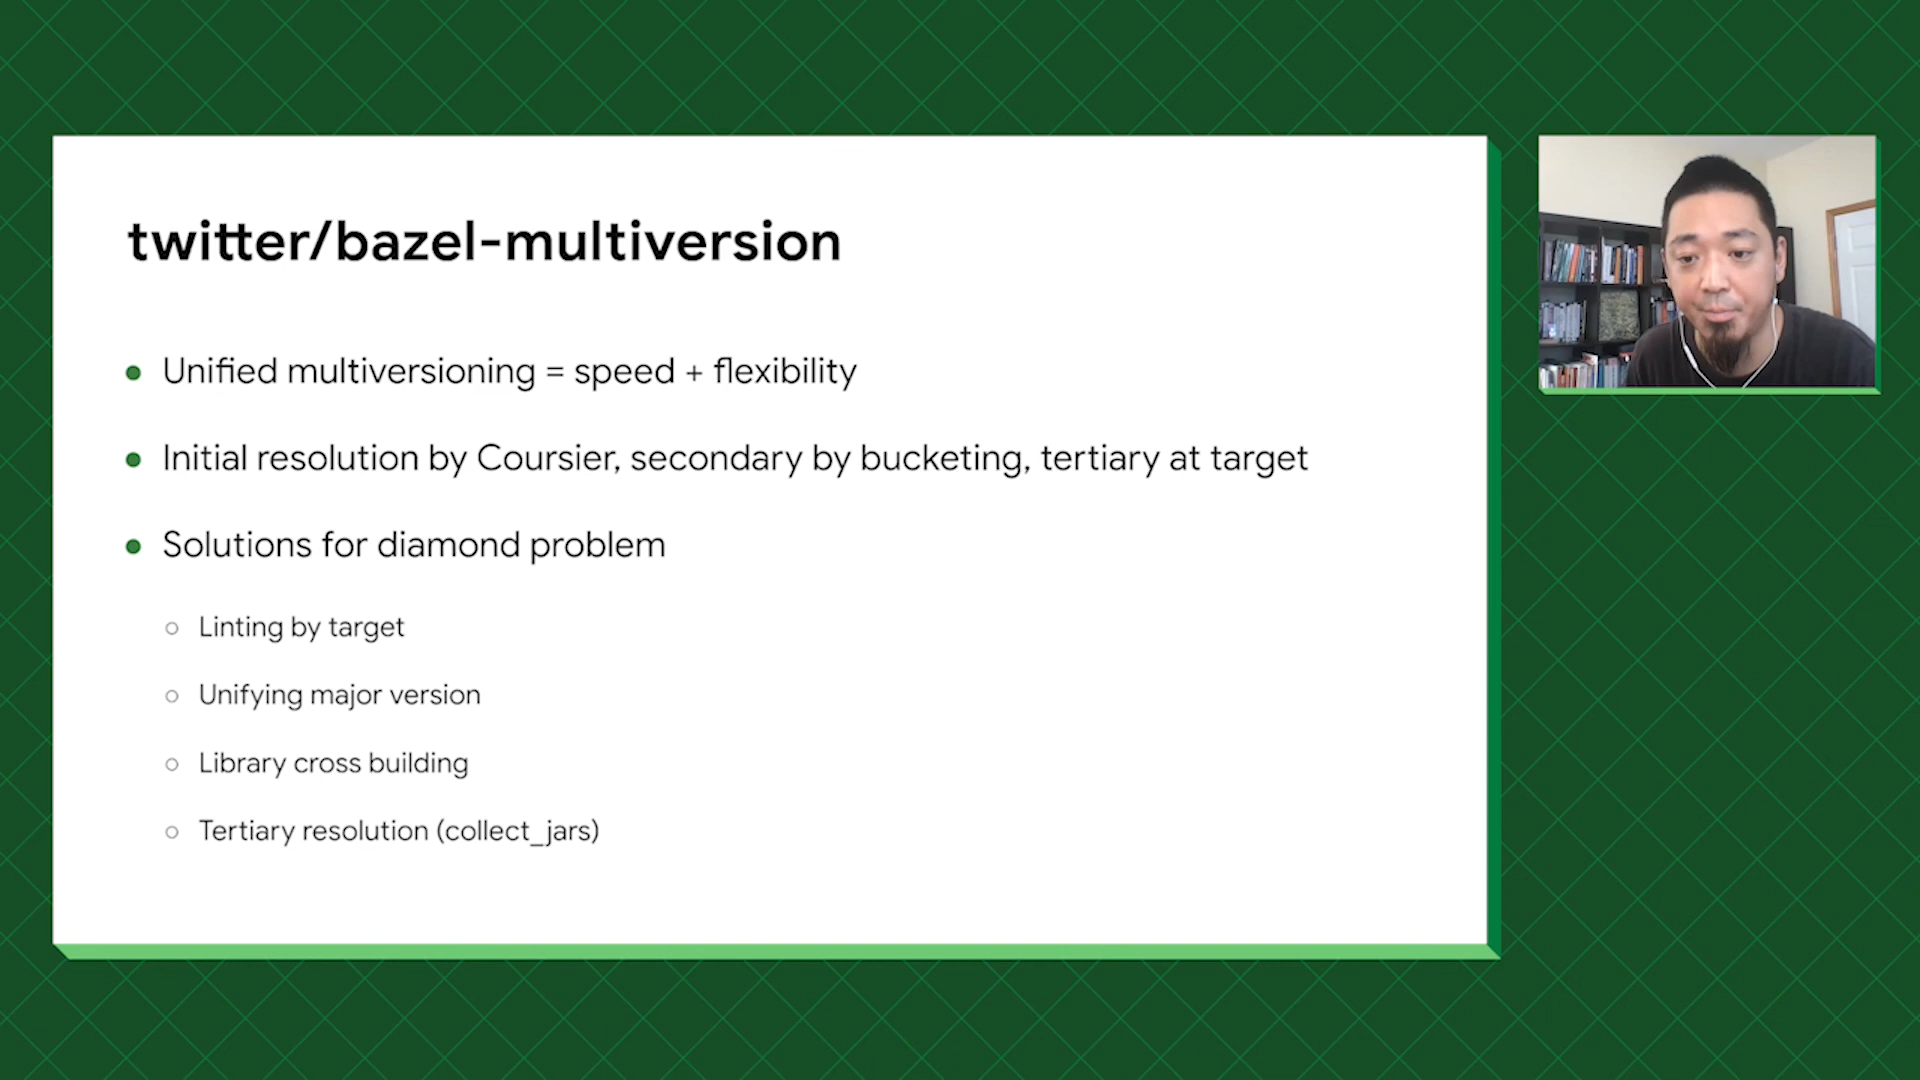 twitter/bazel-multiversion
Unified multiversioning = speed + flexibility
Initial resolution by Coursier, secondary by bucketing, tertiary at target
Solutions for diamond problem
Linting by target
Unifying major version
Library cross building
Tertiary resolution (collect_jars)